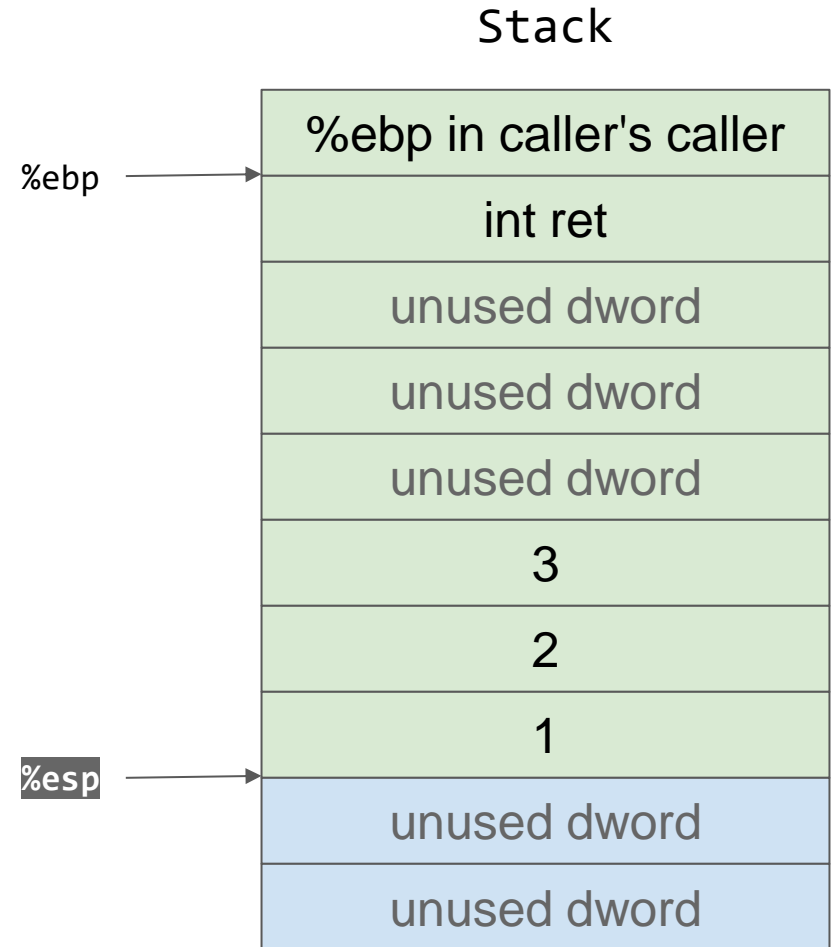 Stack
%ebp in caller's caller
%ebp
int ret
unused dword
unused dword
unused dword
3
2
1
%esp
unused dword
unused dword